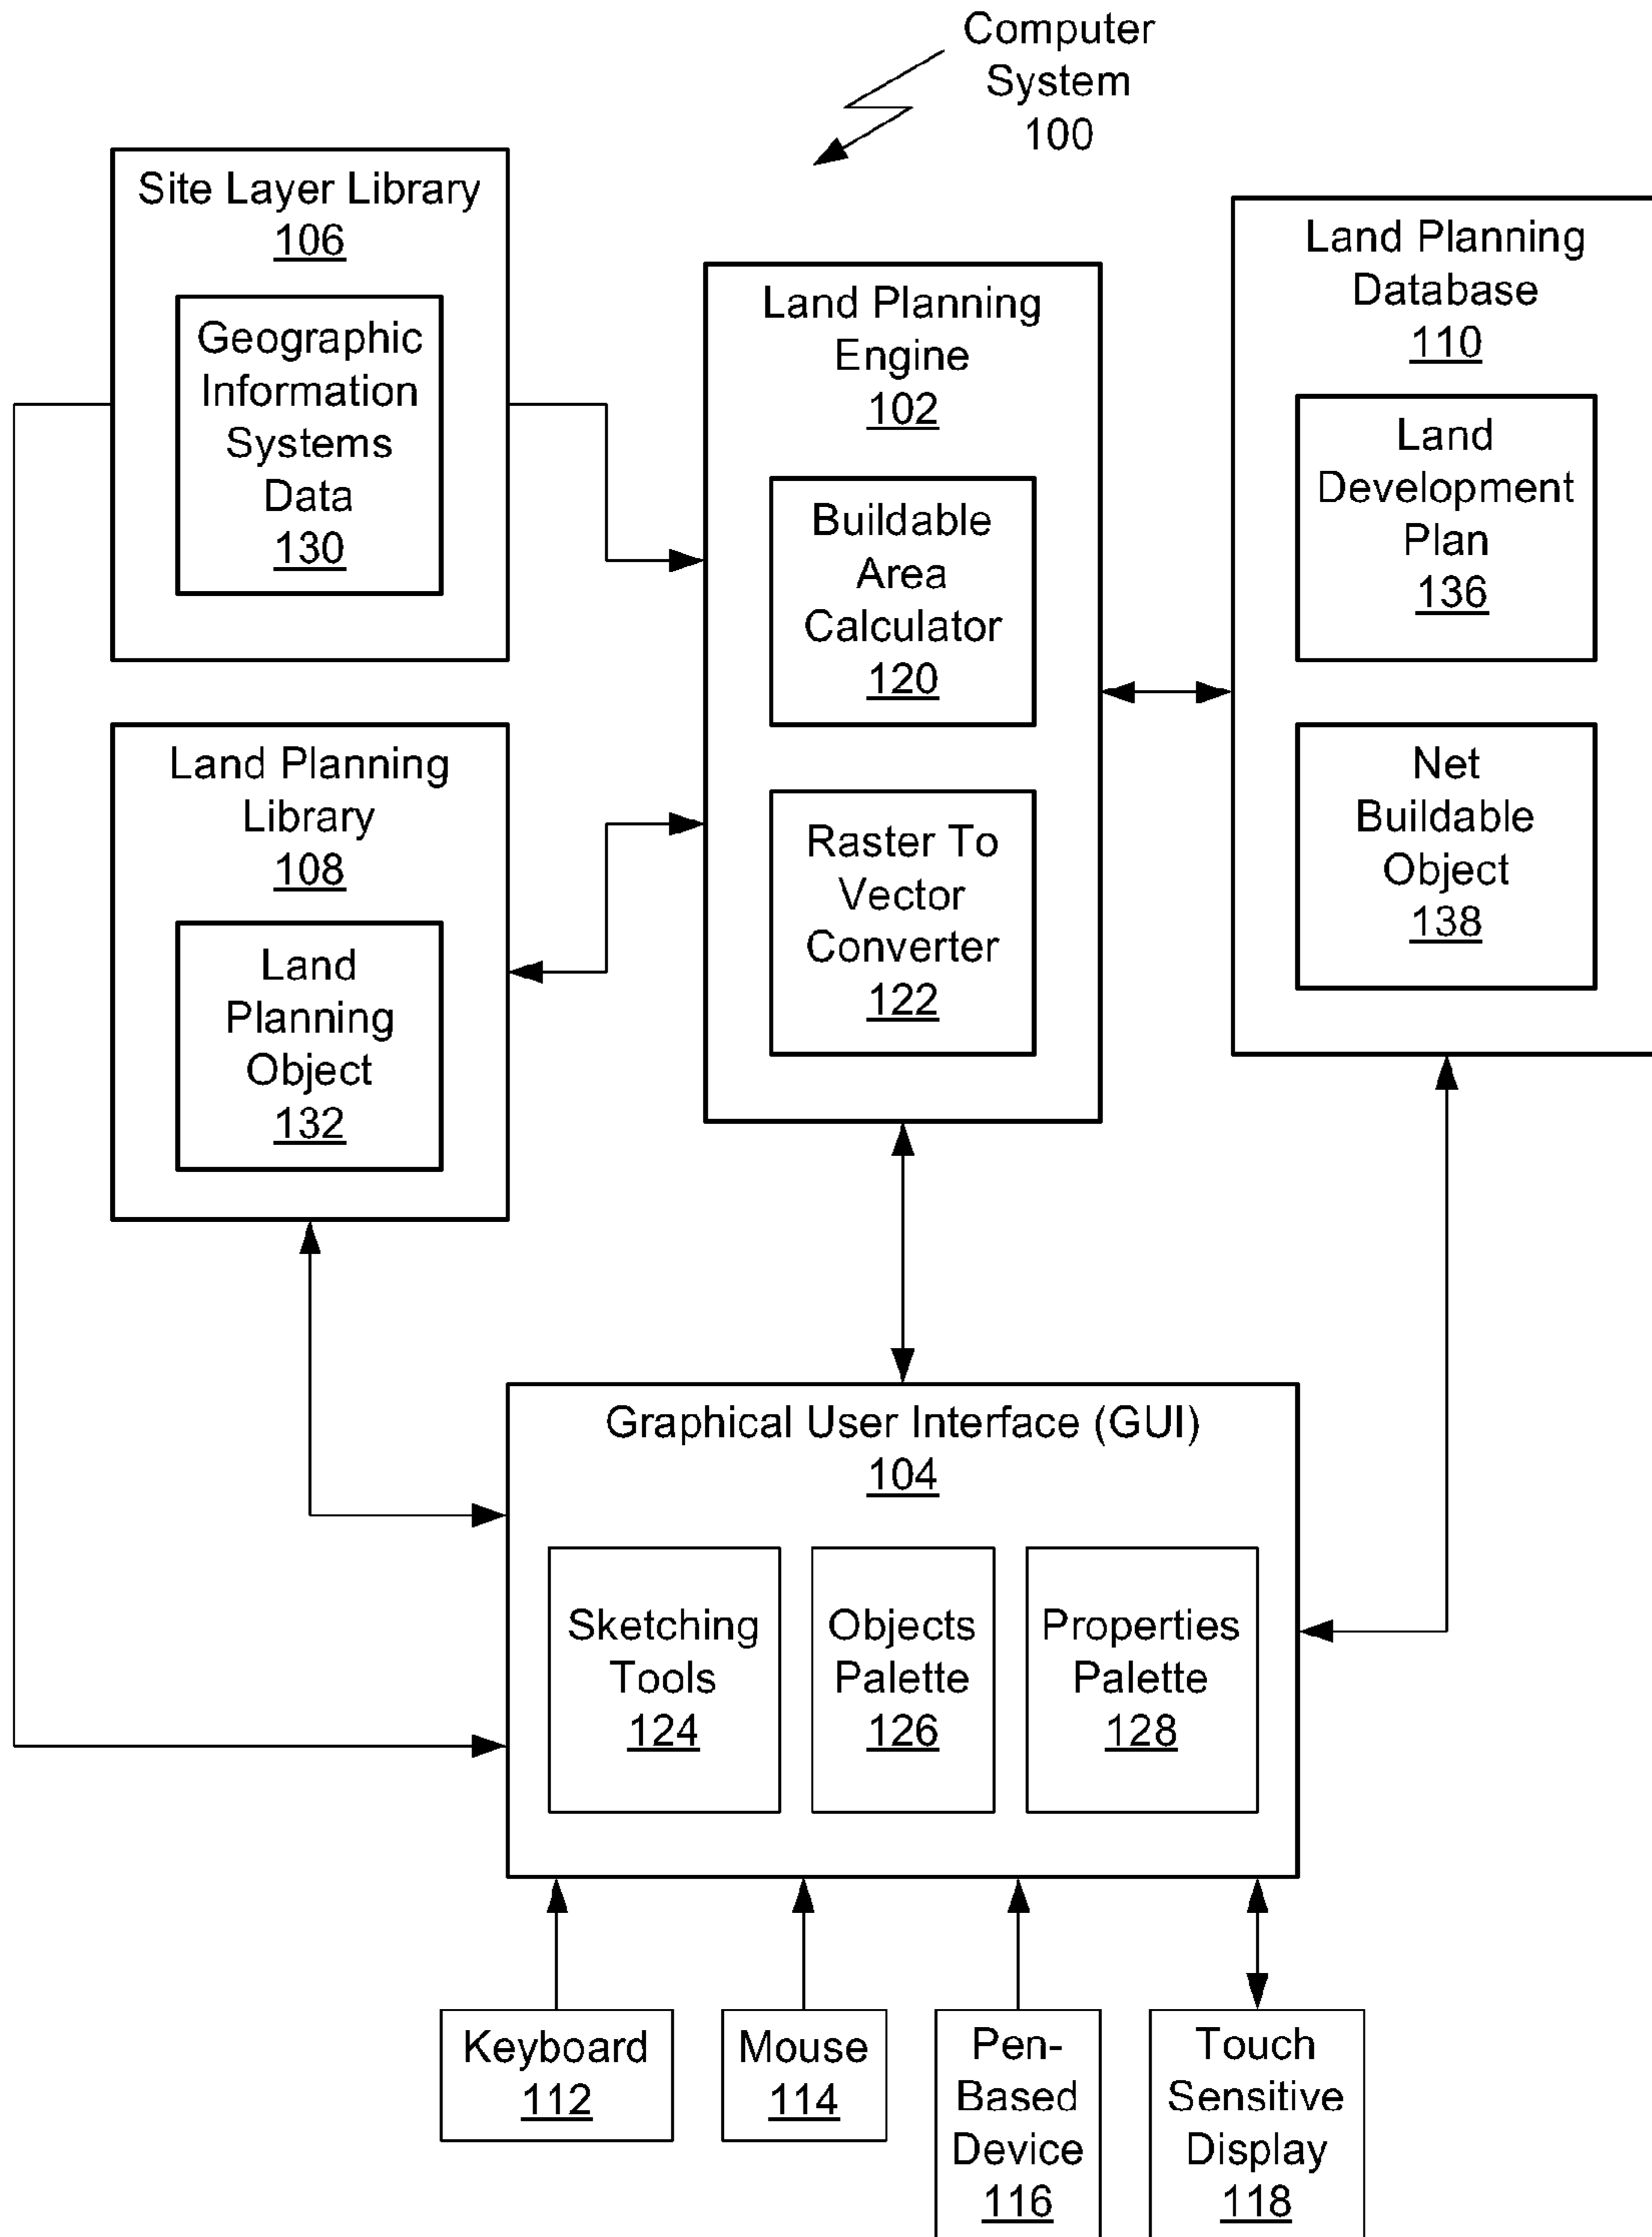 Computer
System
100
Site Layer Library
106
Geographic
Information
Systems
Data
130
Land Planning
Engine
102
Buildable
Area
Calculator
120
Raster To
Vector
Converter
122
Land Planning
Database
110
Land
Development
Plan
136
Net
Buildable
Object
138
Land Planning
Library
108
Land
Planning
Object
132
Graphical User Interface (GUI)
104
Sketching
Tools
124
Objects
Palette
126
Properties
Palette
128
Keyboard
112
Mouse
114
Pen-
Based
Device
116
Touch
Sensitive
Display
118